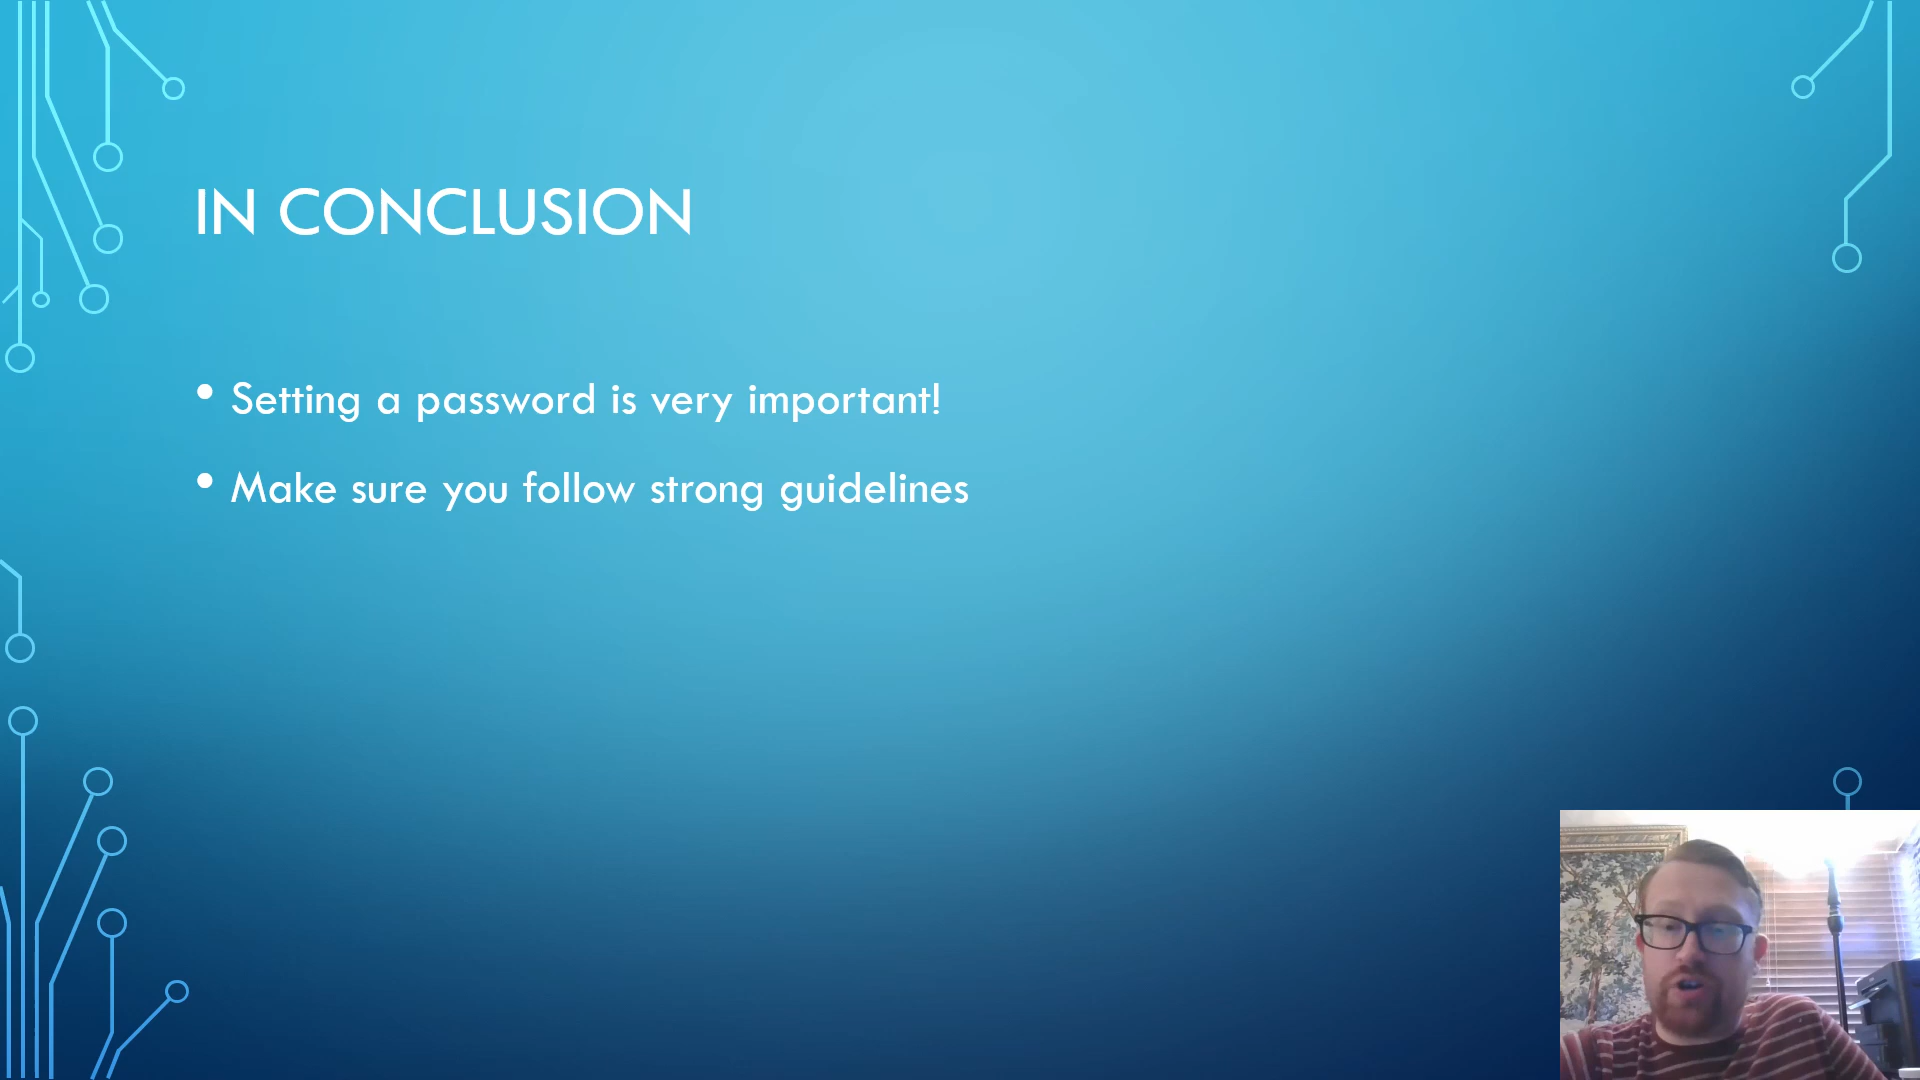 IN CONCLUSION
• Setting a password is very important!
• Make sure you follow strong guidelines